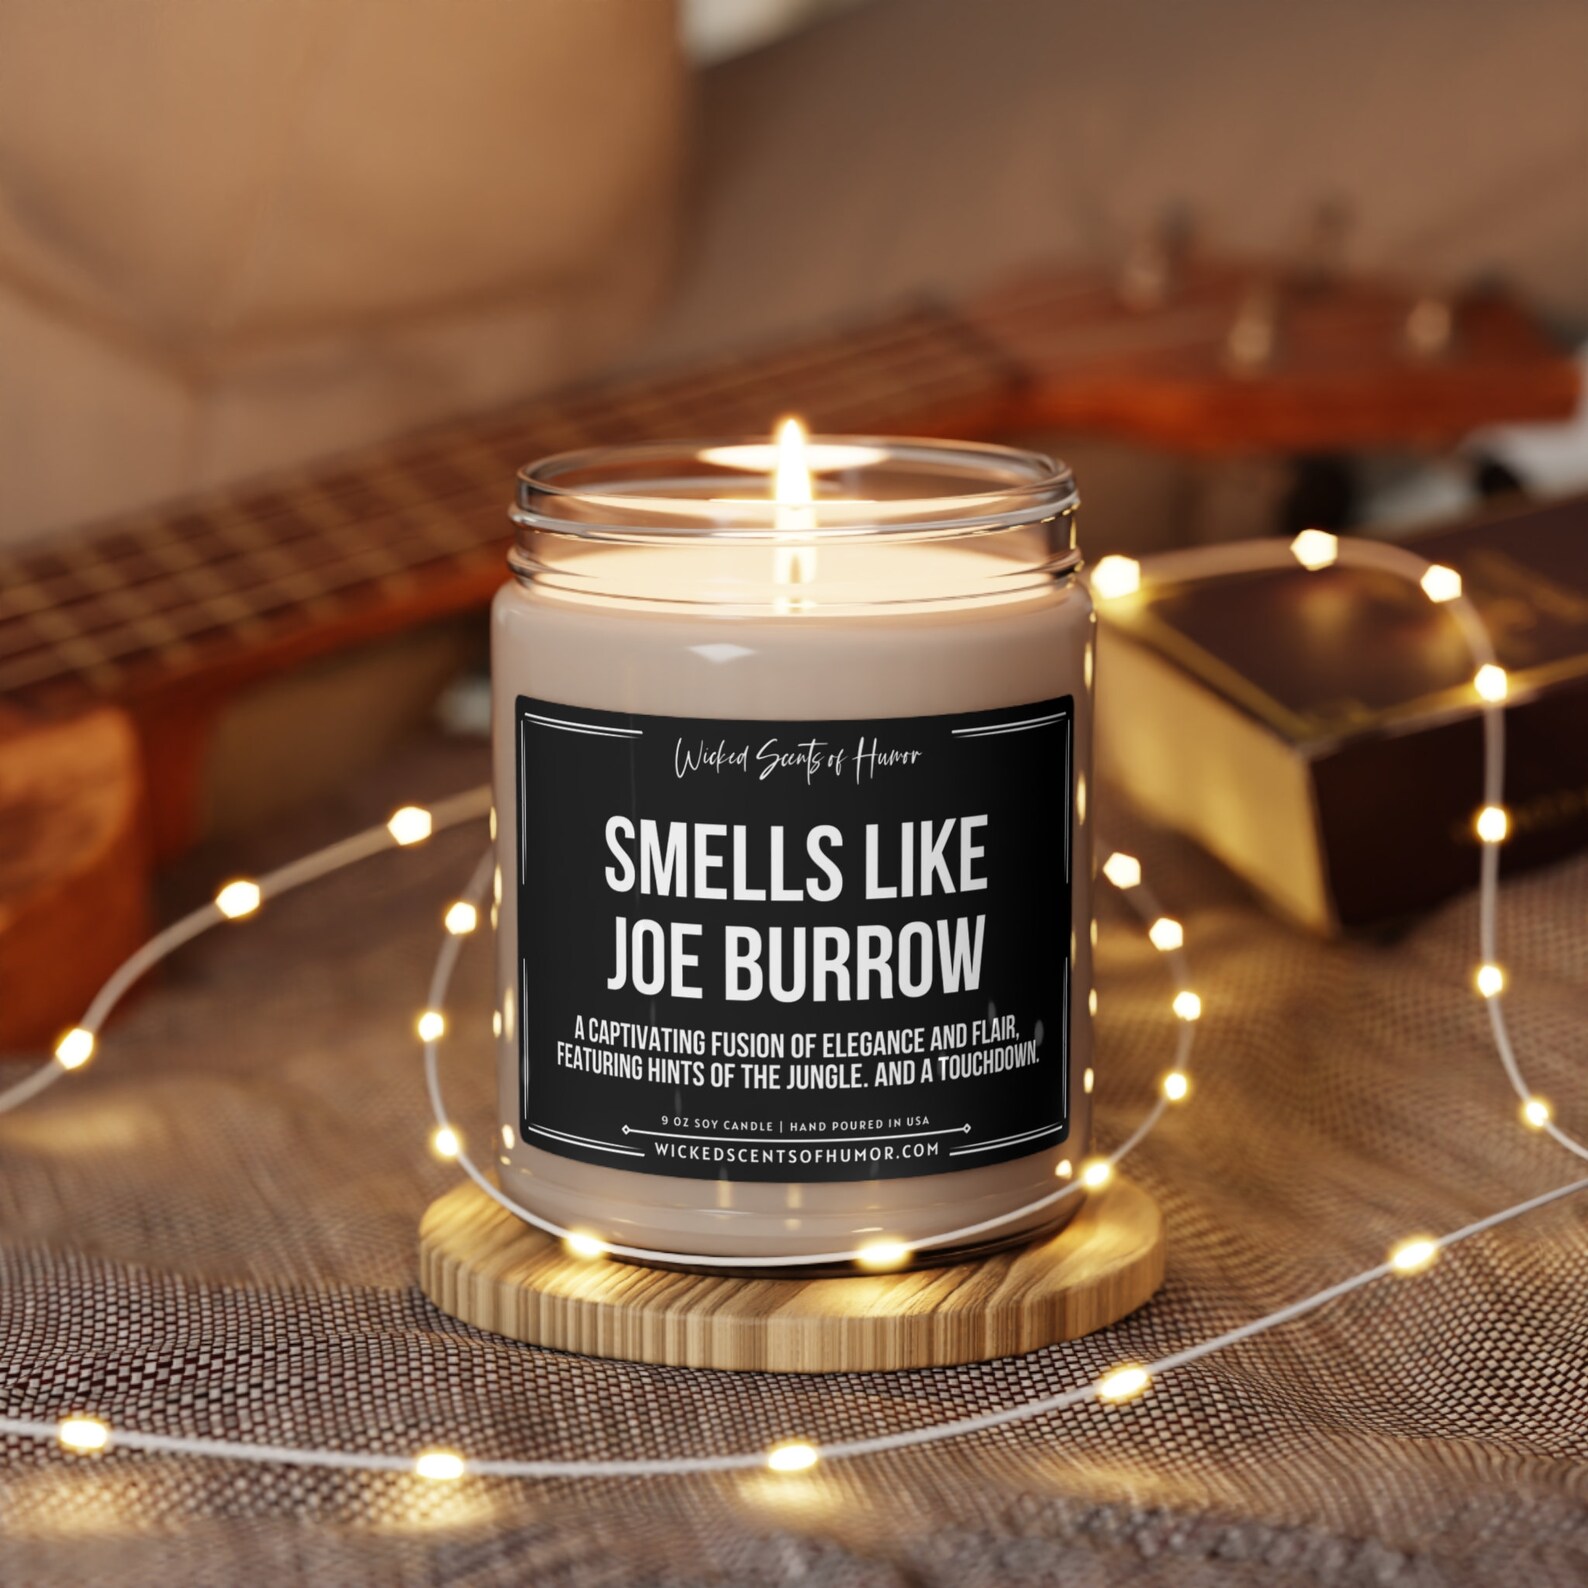 Wicked Scents of Humor
SMELLS LIKE
JOE BURROW
A CAPTIVATING FUSION OF ELEGANCE AND FLAIR,
FEATURING HINTS OF THE JUNGLE. AND A TOUCHDOWN.
9 OZ SOY CANDLE | HAND POURED IN USA
WICKEDSCENTSOFHUMOR.COM